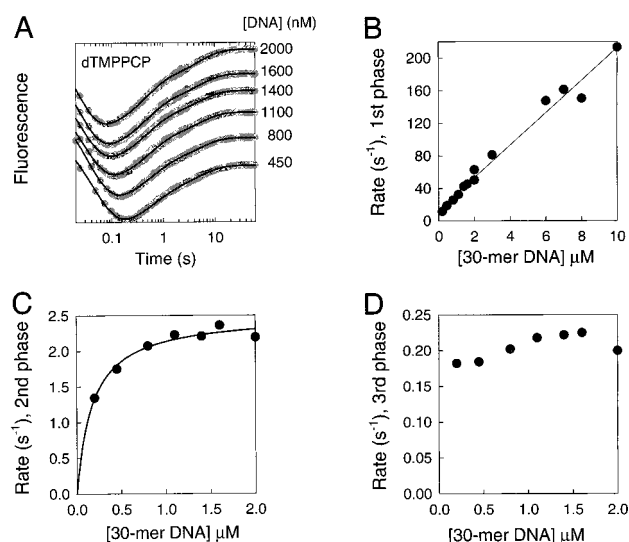 A
[DNA] (nM)
dTMPPCP
2000
1600
1400
1100
800
450
Fluorescence
0.1 1 10
Time (s)
B
Rate (s⁻¹), 1st phase
200
160
120
80
40
0
0 2 4 6 8 10
[30-mer DNA] μM
C
Rate (s⁻¹), 2nd phase
2.5
2.0
1.5
1.0
0.5
0.0
0.0 0.5 1.0 1.5 2.0
[30-mer DNA] μM
D
Rate (s⁻¹), 3rd phase
0.25
0.20
0.15
0.10
0.05
0.00
0.0 0.5 1.0 1.5 2.0
[30-mer DNA] μM